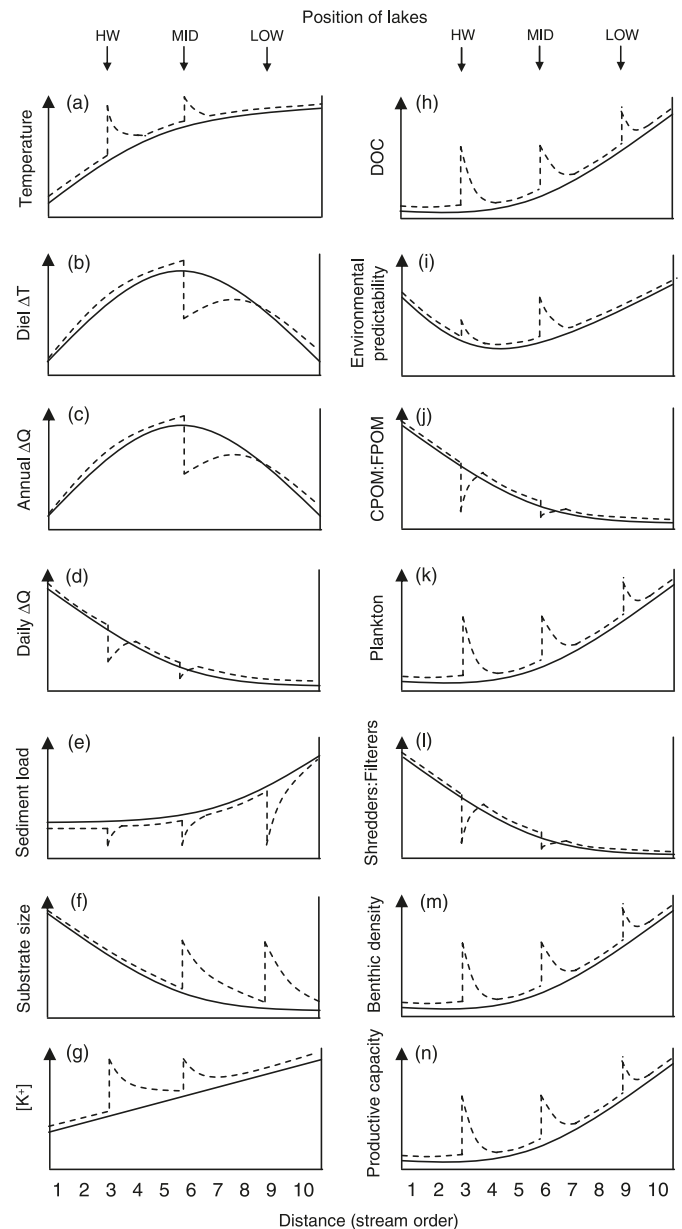 Position of lakes
HW MID LOW HW MID LOW
(a) Temperature
(h) DOC
(b) Diel ΔT
(i) Environmental predictability
(c) Annual ΔQ
(j) CPOM:FPOM
(d) Daily ΔQ
(k) Plankton
(e) Sediment load
(l) Shredders:Filterers
(f) Substrate size
(m) Benthic density
(g) [K+]
(n) Productive capacity
1 2 3 4 5 6 7 8 9 10 1 2 3 4 5 6 7 8 9 10
Distance (stream order)